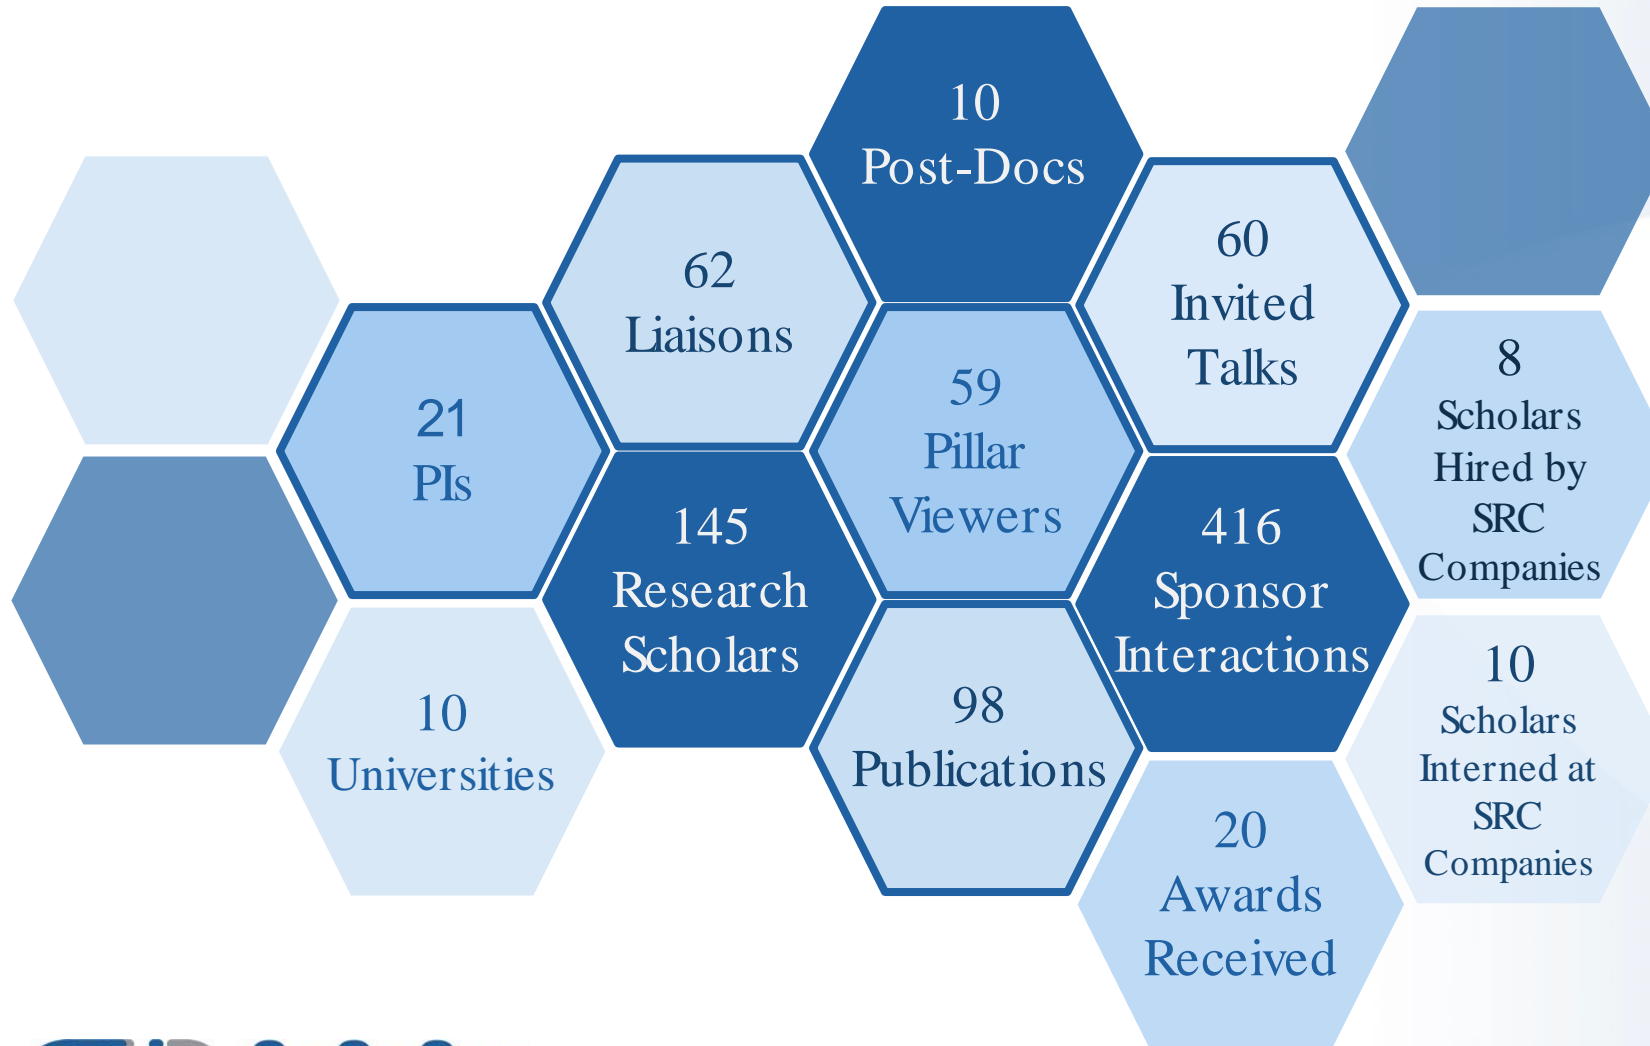 10
Post-Docs
62
Liaisons
60
Invited
Talks
21
PIs
59
Pillar
Viewers
8
Scholars
Hired by
SRC
Companies
145
Research
Scholars
416
Sponsor
Interactions
10
Universities
98
Publications
10
Scholars
Interned at
SRC
Companies
20
Awards
Received